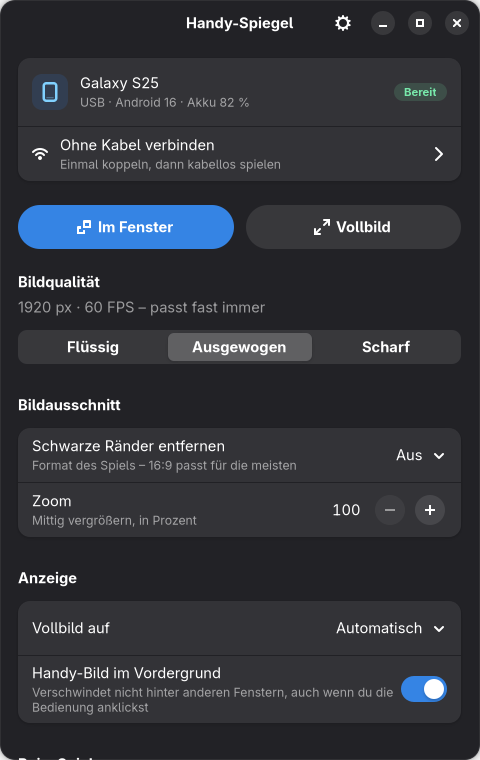 Handy-Spiegel
Galaxy S25
USB · Android 16 · Akku 82 %
Bereit
Ohne Kabel verbinden
Einmal koppeln, dann kabellos spielen
Im Fenster
Vollbild
Bildqualität
1920 px · 60 FPS – passt fast immer
Flüssig
Ausgewogen
Scharf
Bildausschnitt
Schwarze Ränder entfernen
Format des Spiels – 16:9 passt für die meisten
Aus
Zoom
Mittig vergrößern, in Prozent
100
Anzeige
Vollbild auf
Automatisch
Handy-Bild im Vordergrund
Verschwindet nicht hinter anderen Fenstern, auch wenn du die
Bedienung anklickst